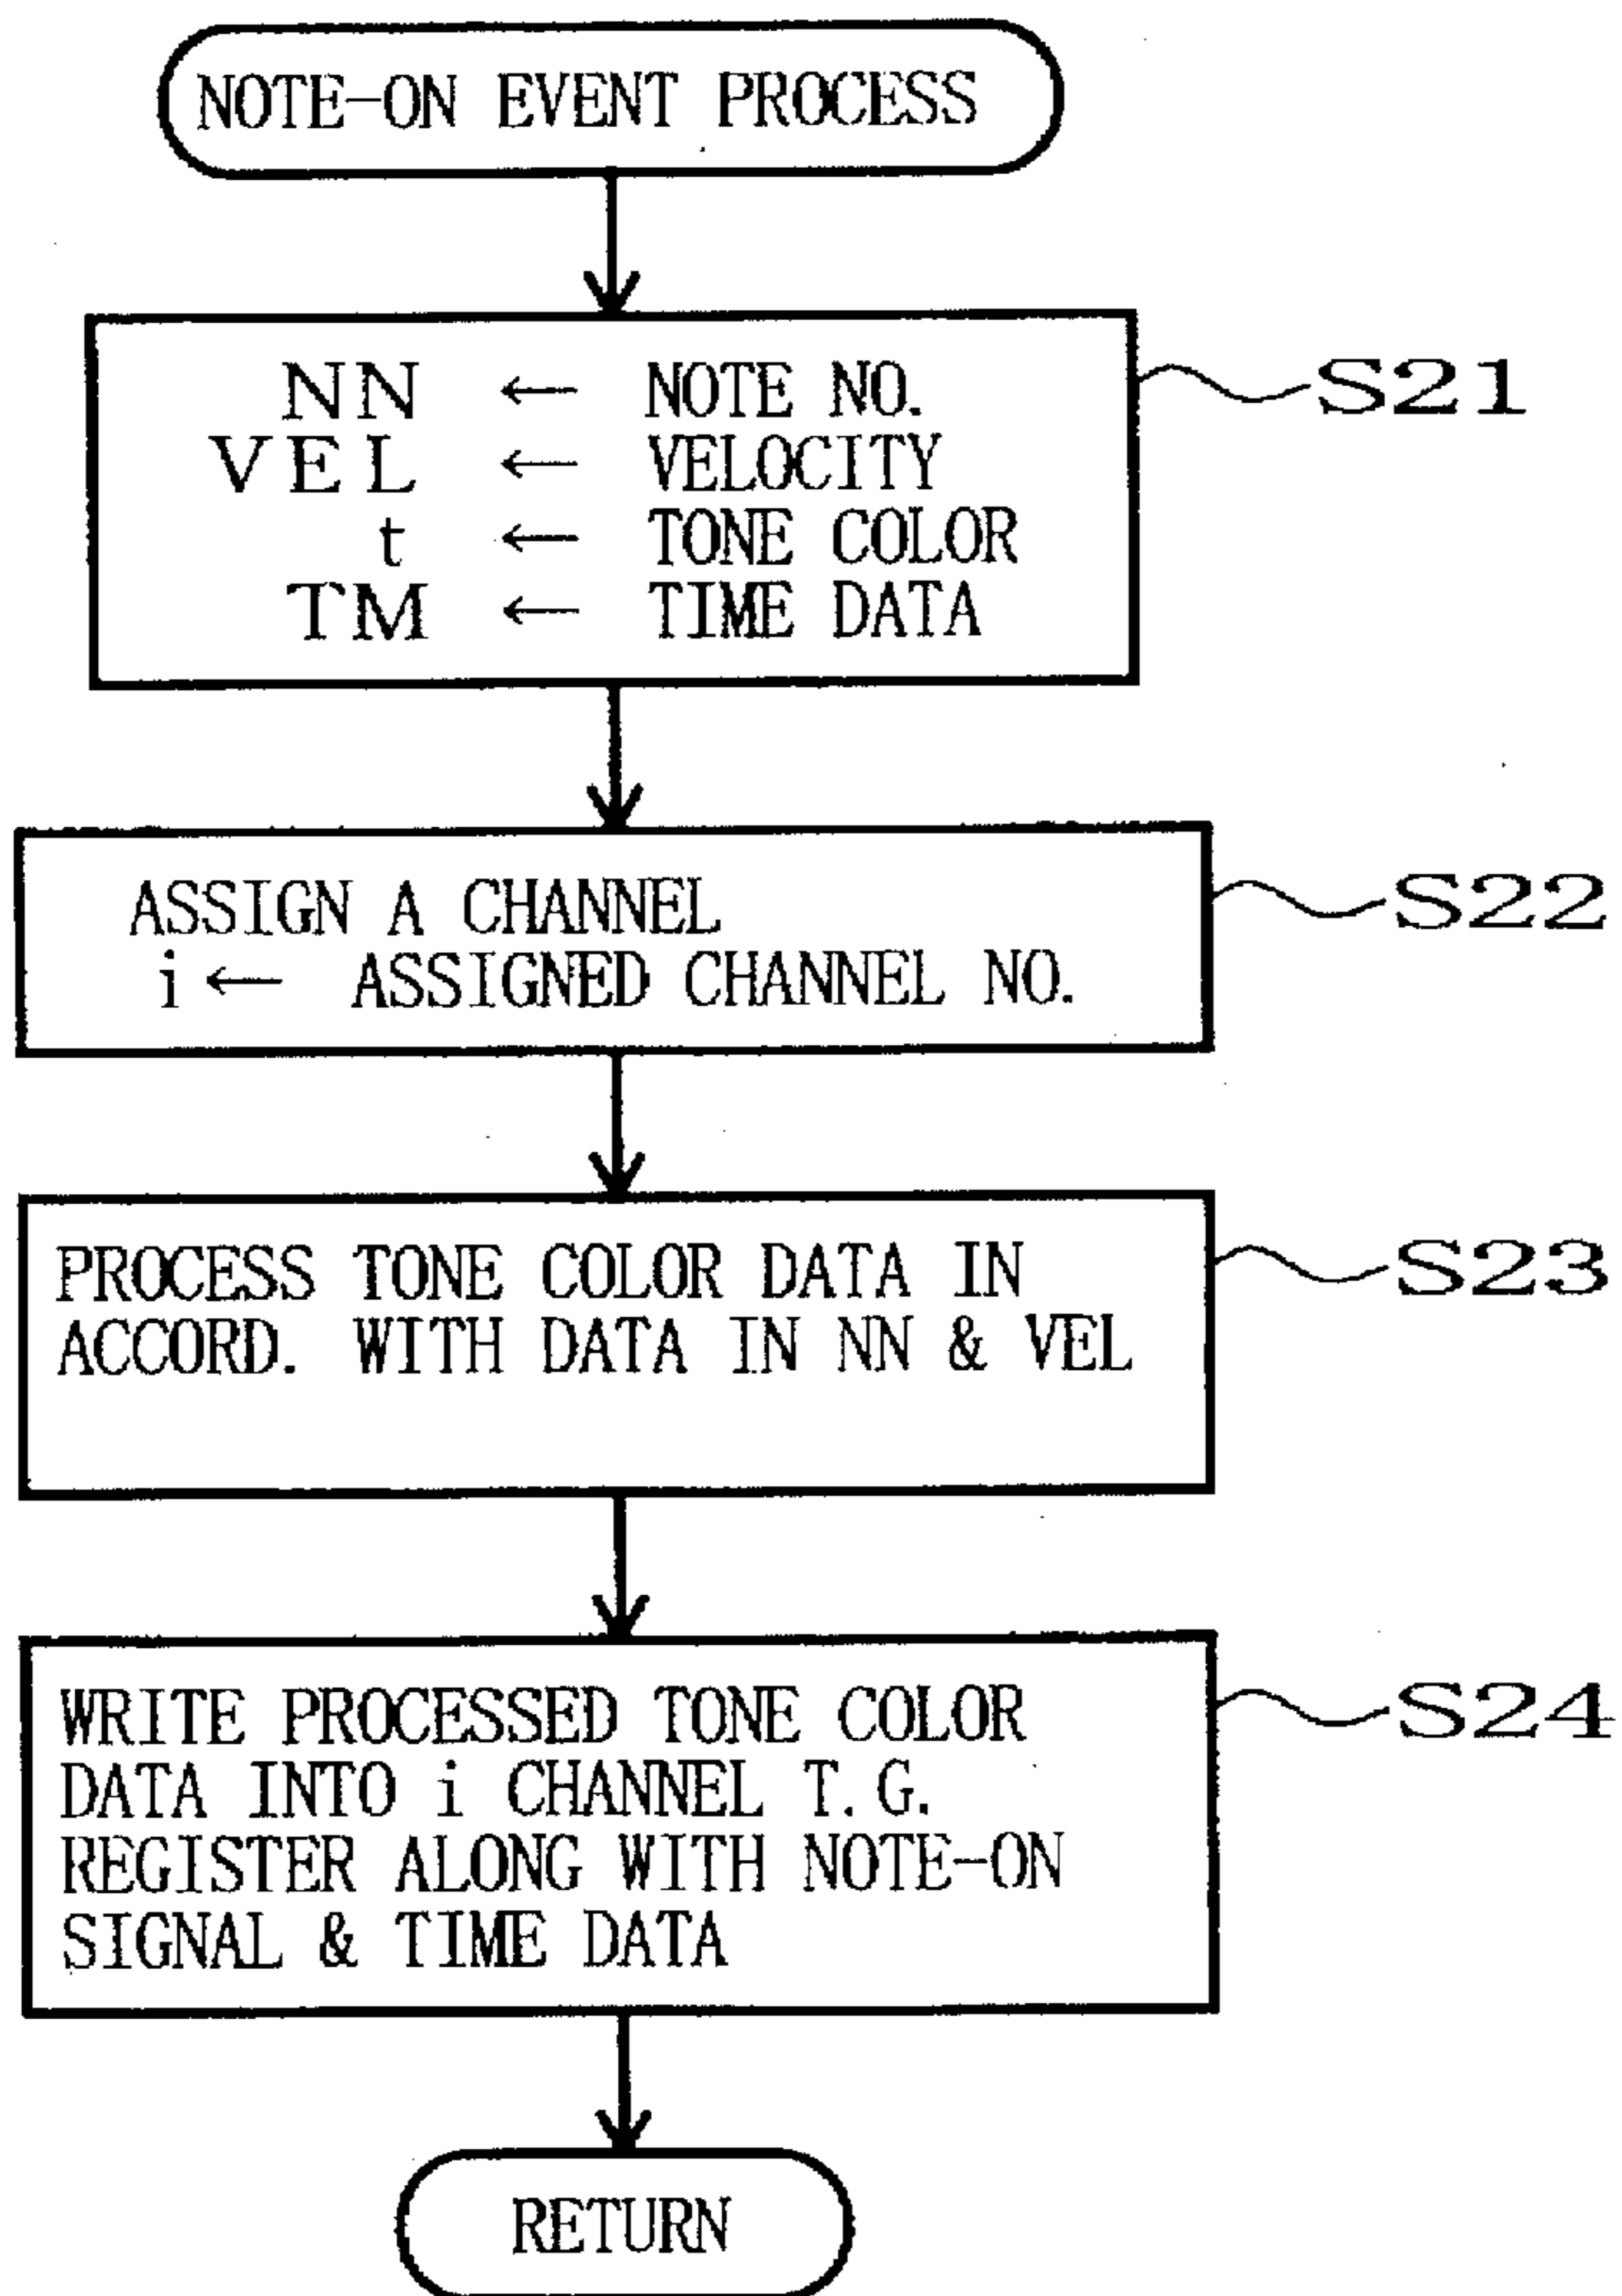 NOTE-ON EVENT PROCESS
NN ← NOTE NO.
VEL ← VELOCITY
t ← TONE COLOR
TM ← TIME DATA
S21
ASSIGN A CHANNEL
i ← ASSIGNED CHANNEL NO.
S22
PROCESS TONE COLOR DATA IN
ACCORD. WITH DATA IN NN & VEL
S23
WRITE PROCESSED TONE COLOR
DATA INTO i CHANNEL T.G.
REGISTER ALONG WITH NOTE-ON
SIGNAL & TIME DATA
S24
RETURN